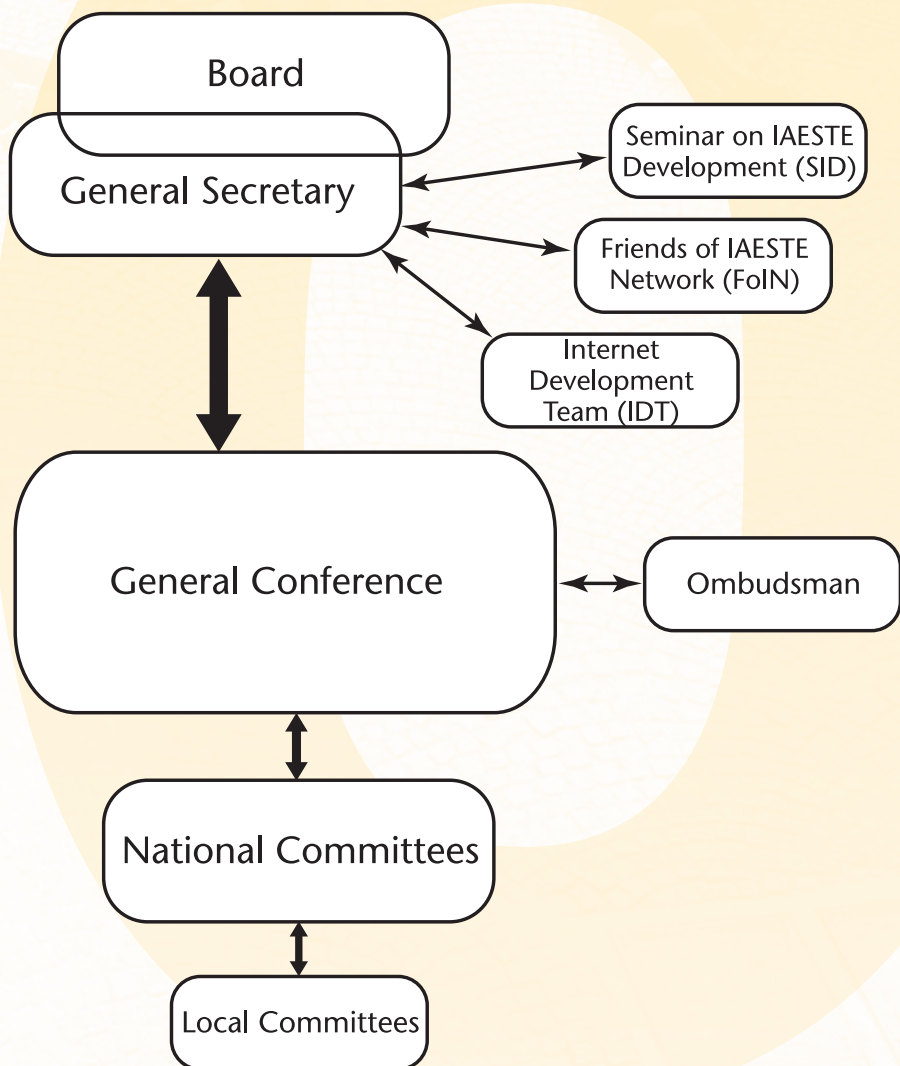 Board
General Secretary
Seminar on IAESTE
Development (SID)
Friends of IAESTE
Network (FoIN)
Internet
Development
Team (IDT)
General Conference
Ombudsman
National Committees
Local Committees